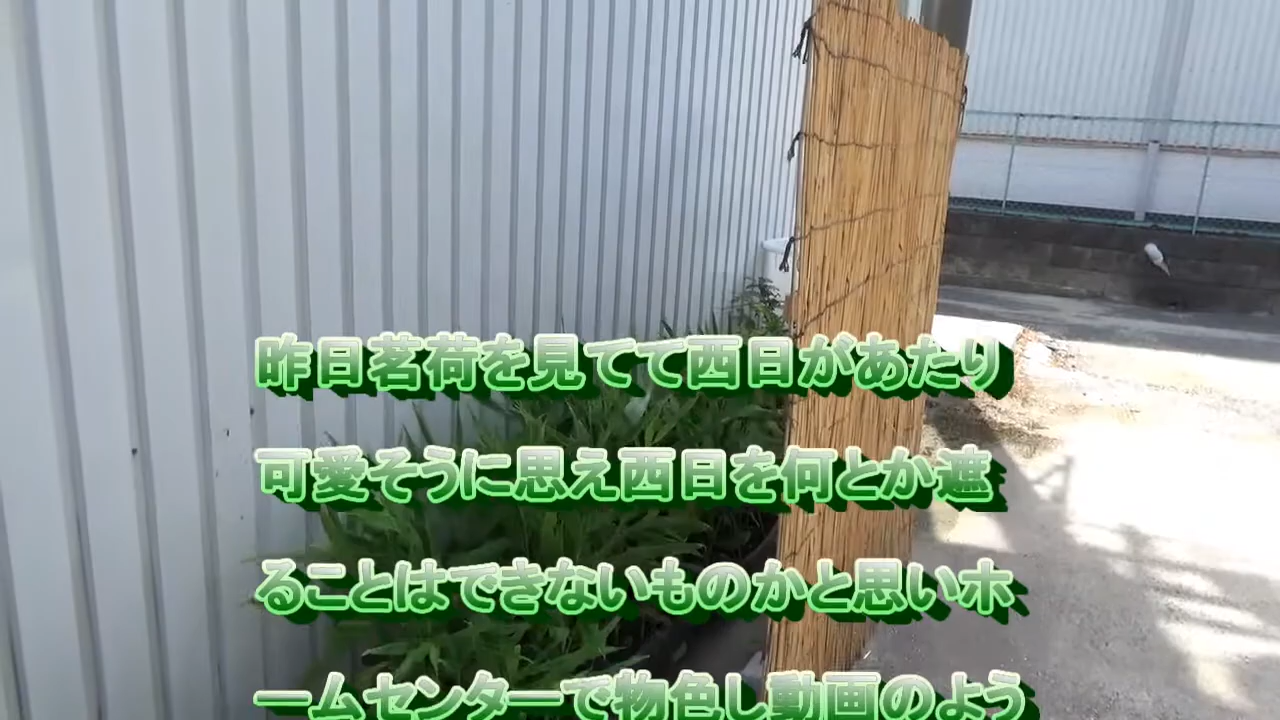 昨日茗荷を見てて西日があたり
可愛そうに思え西日を何とか遮
ることはできないものかと思いホ
ームセンターで物色し動画のよう